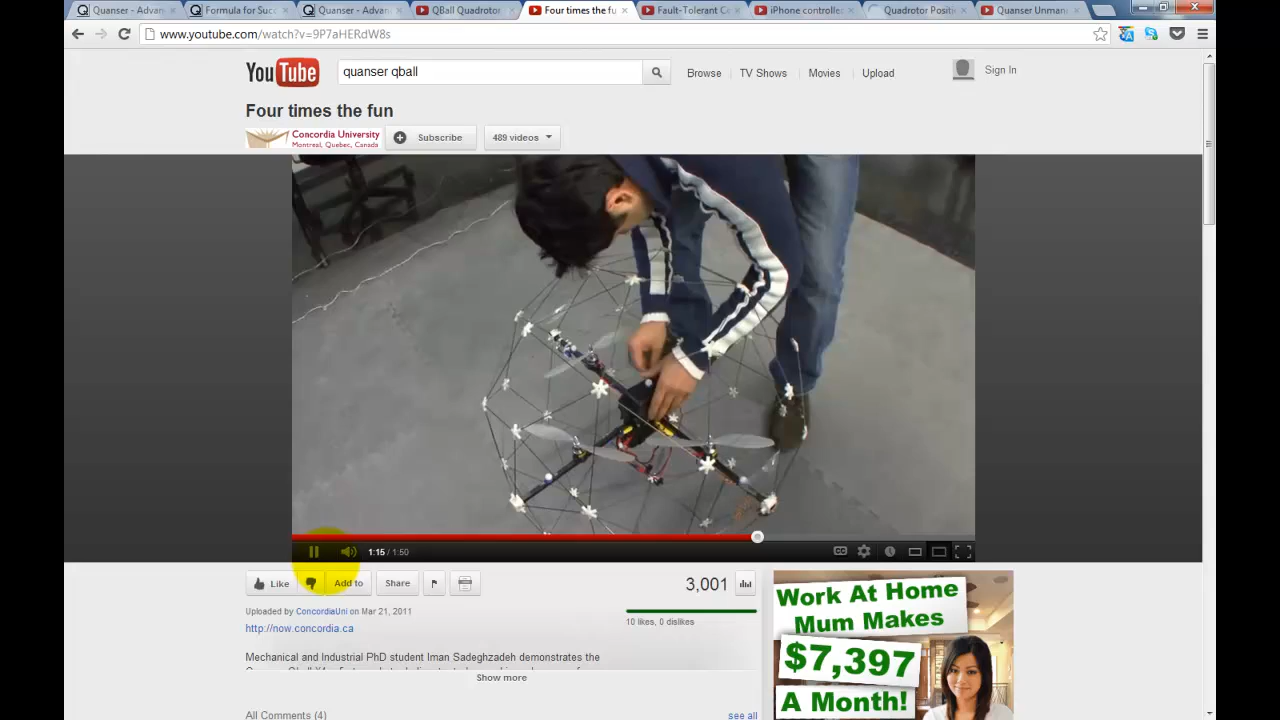 Quanser - Advan
Formula for Succ
Quanser - Advan
QBall Quadrotor
Four times the fu
Fault-Tolerant Co
iPhone controlle
Quadrotor Positi
Quanser Unman
www.youtube.com/watch?v=9P7aHERdW8s
YouTube
quanser qball
Browse
TV Shows
Movies
Upload
Sign In
Four times the fun
Concordia University
Montreal, Quebec, Canada
Subscribe
489 videos
1:15 / 1:50
CC
Like
Add to
Share
3,001
Uploaded by ConcordiaUni on Mar 21, 2011
10 likes, 0 dislikes
http://now.concordia.ca
Mechanical and Industrial PhD student Iman Sadeghzadeh demonstrates the
Show more
All Comments (4)
see all
Work At Home
Mum Makes
$7,397
A Month!